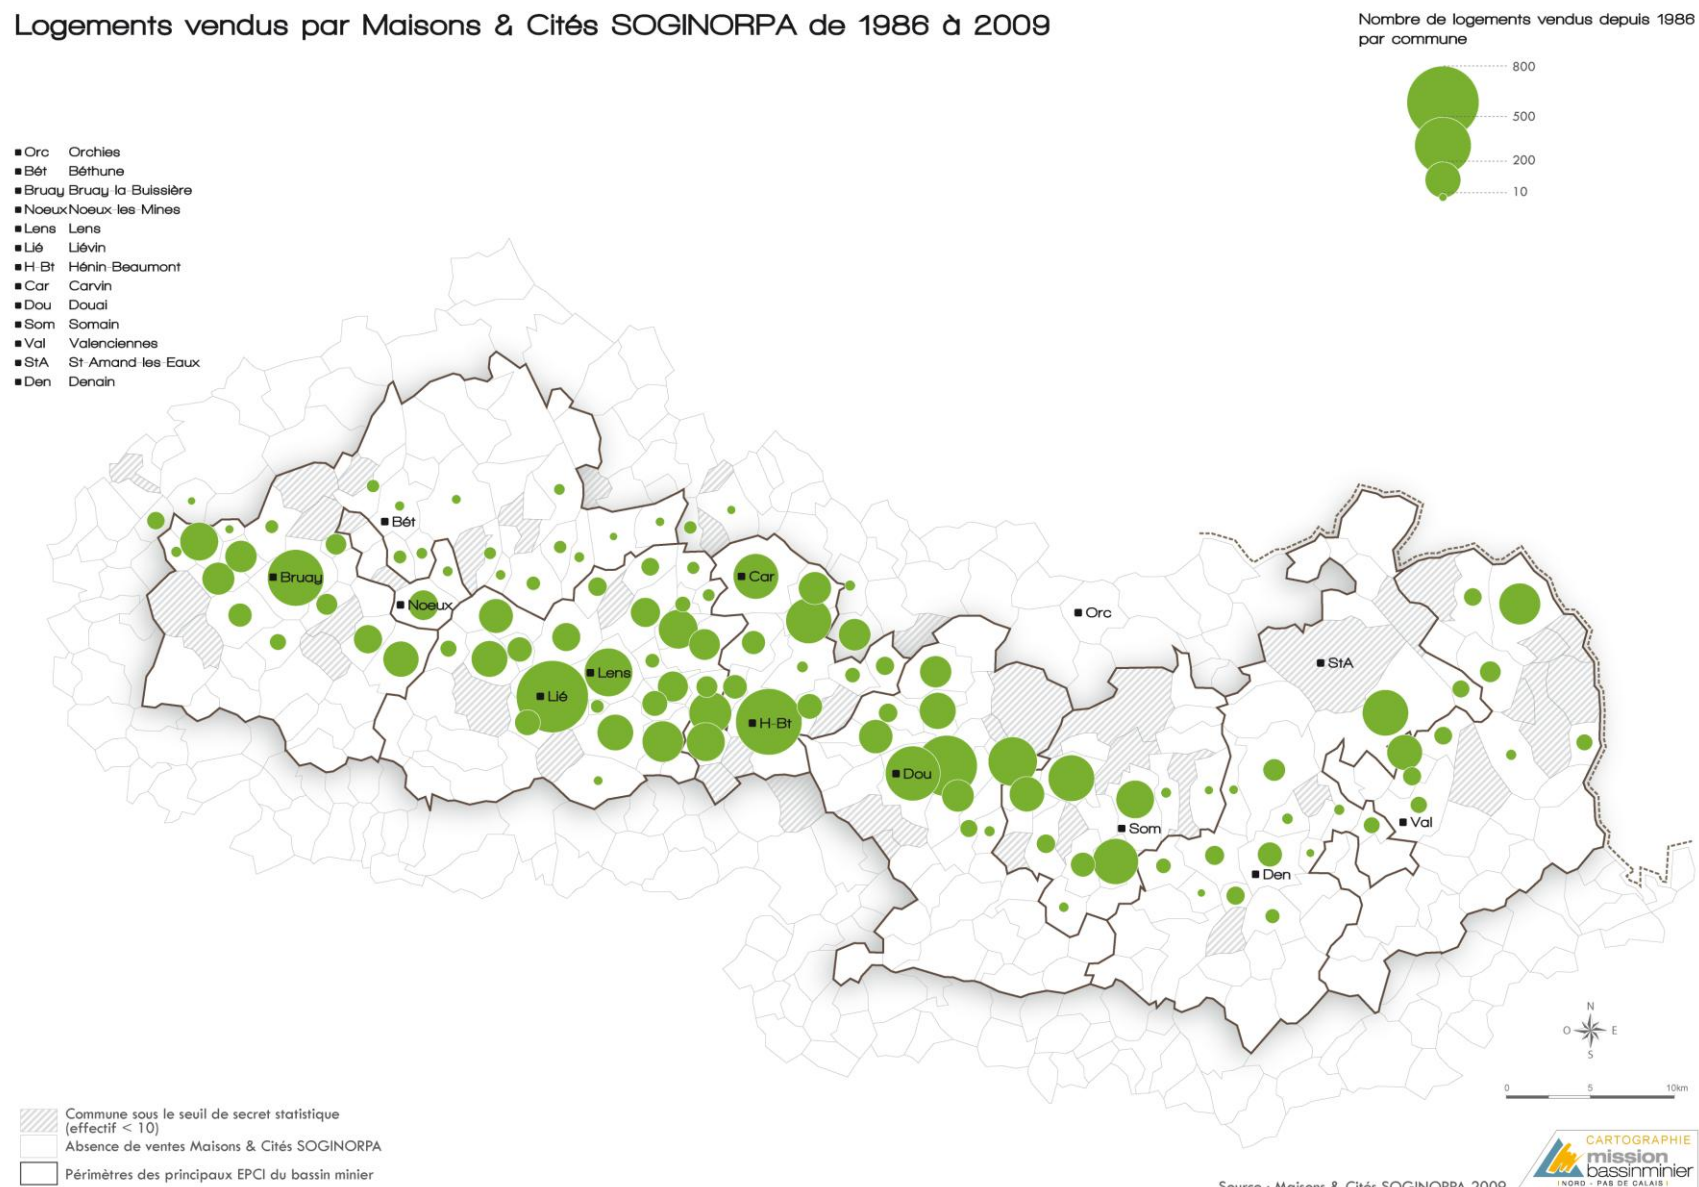 Logements vendus par Maisons & Cités SOGINORPA de 1986 à 2009
Nombre de logements vendus depuis 1986
par commune
800
500
200
10
Orc Orchies
Bét Béthune
Bruay Bruay-la-Buissière
Noeux Noeux-les-Mines
Lens Lens
Lié Liévin
H-Bt Hénin-Beaumont
Car Carvin
Dou Douai
Som Somain
Val Valenciennes
StA St-Amand-les-Eaux
Den Denain
Bét
Bruay
Car
Noeux
Orc
StA
Lens
Lié
H-Bt
Dou
Val
Som
Den
N
O E
S
0 5 10km
Commune sous le seuil de secret statistique
(effectif < 10)
Absence de ventes Maisons & Cités SOGINORPA
Périmètres des principaux EPCI du bassin minier
CARTOGRAPHIE
mission
bassinminier
NORD - PAS DE CALAIS
Source : Maisons & Cités SOGINORPA 2009